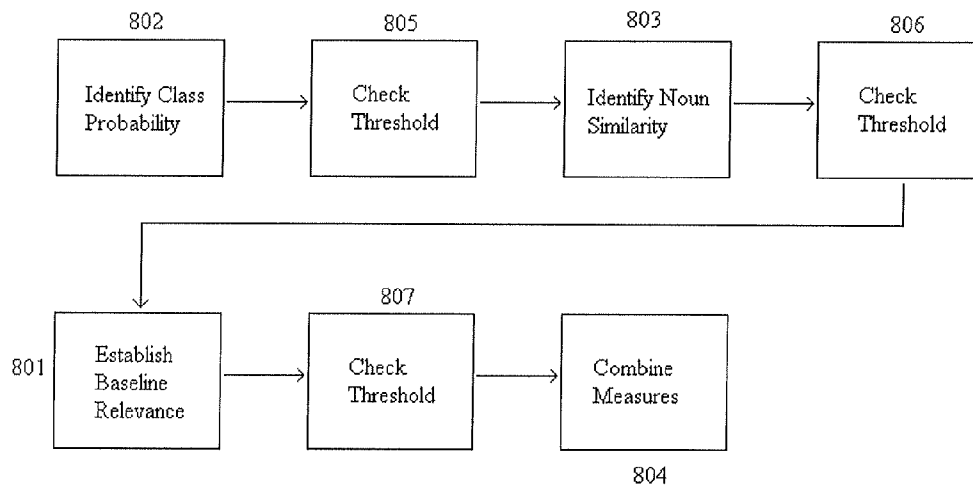 802
805
803
806
Identify Class
Probability
Check
Threshold
Identify Noun
Similarity
Check
Threshold
807
801
Establish
Baseline
Relevance
Check
Threshold
Combine
Measures
804